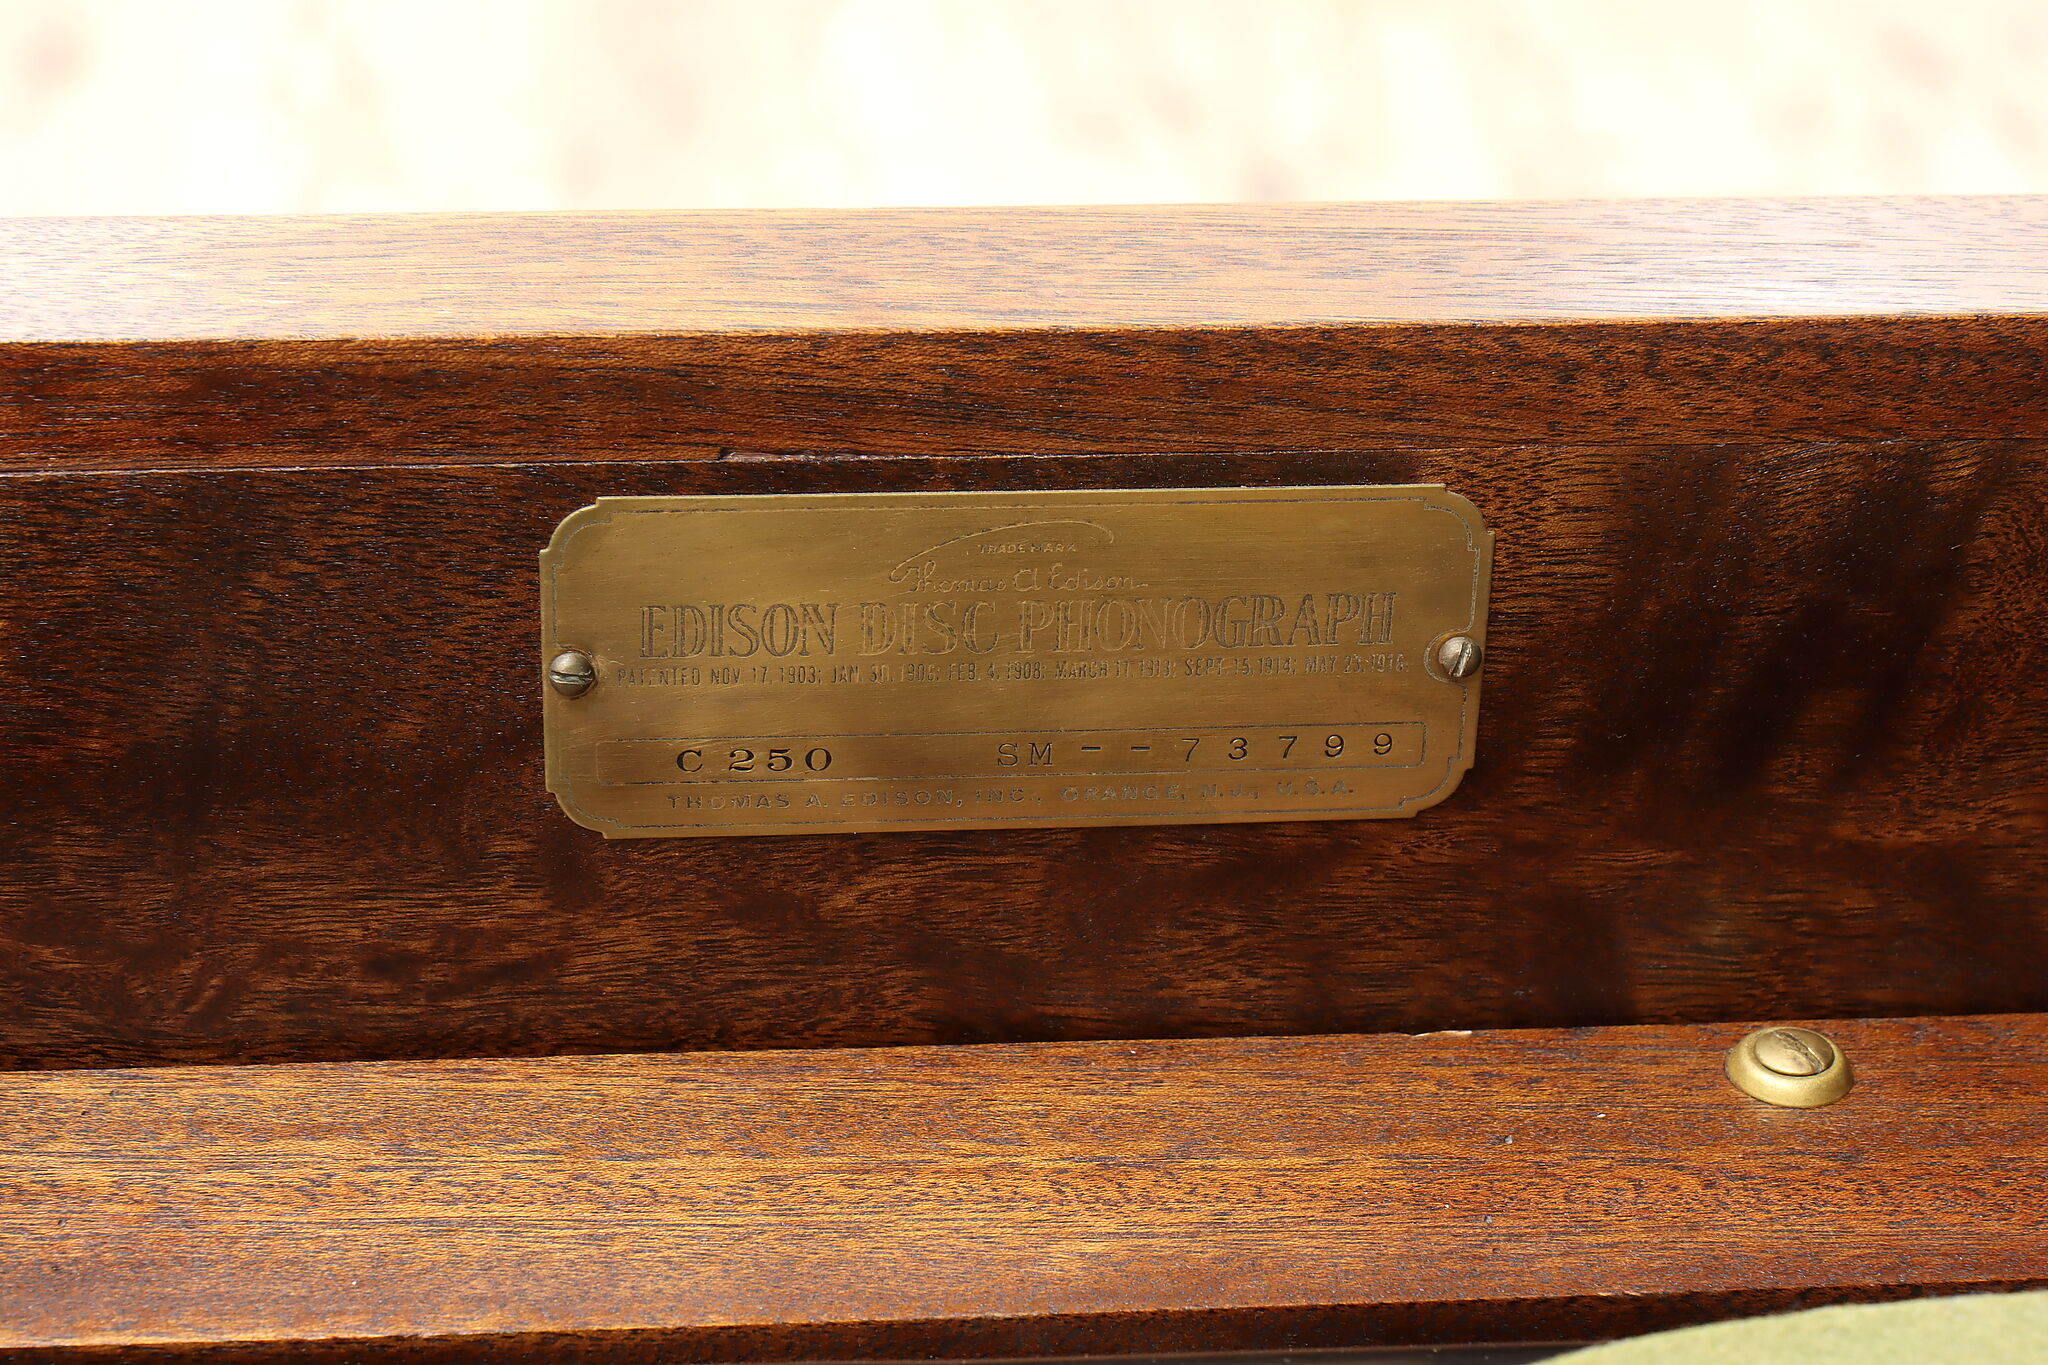 TRADE MARK
Thomas A Edison
EDISON DISC PHONOGRAPH
PATENTED NOV. 17, 1903; JAN. 30, 1906; FEB. 4, 1908; MARCH 11, 1913; SEPT. 15, 1914; MAY 23, 1916
C 250 SM -- 73799
THOMAS A. EDISON, INC., ORANGE, N.J., U.S.A.